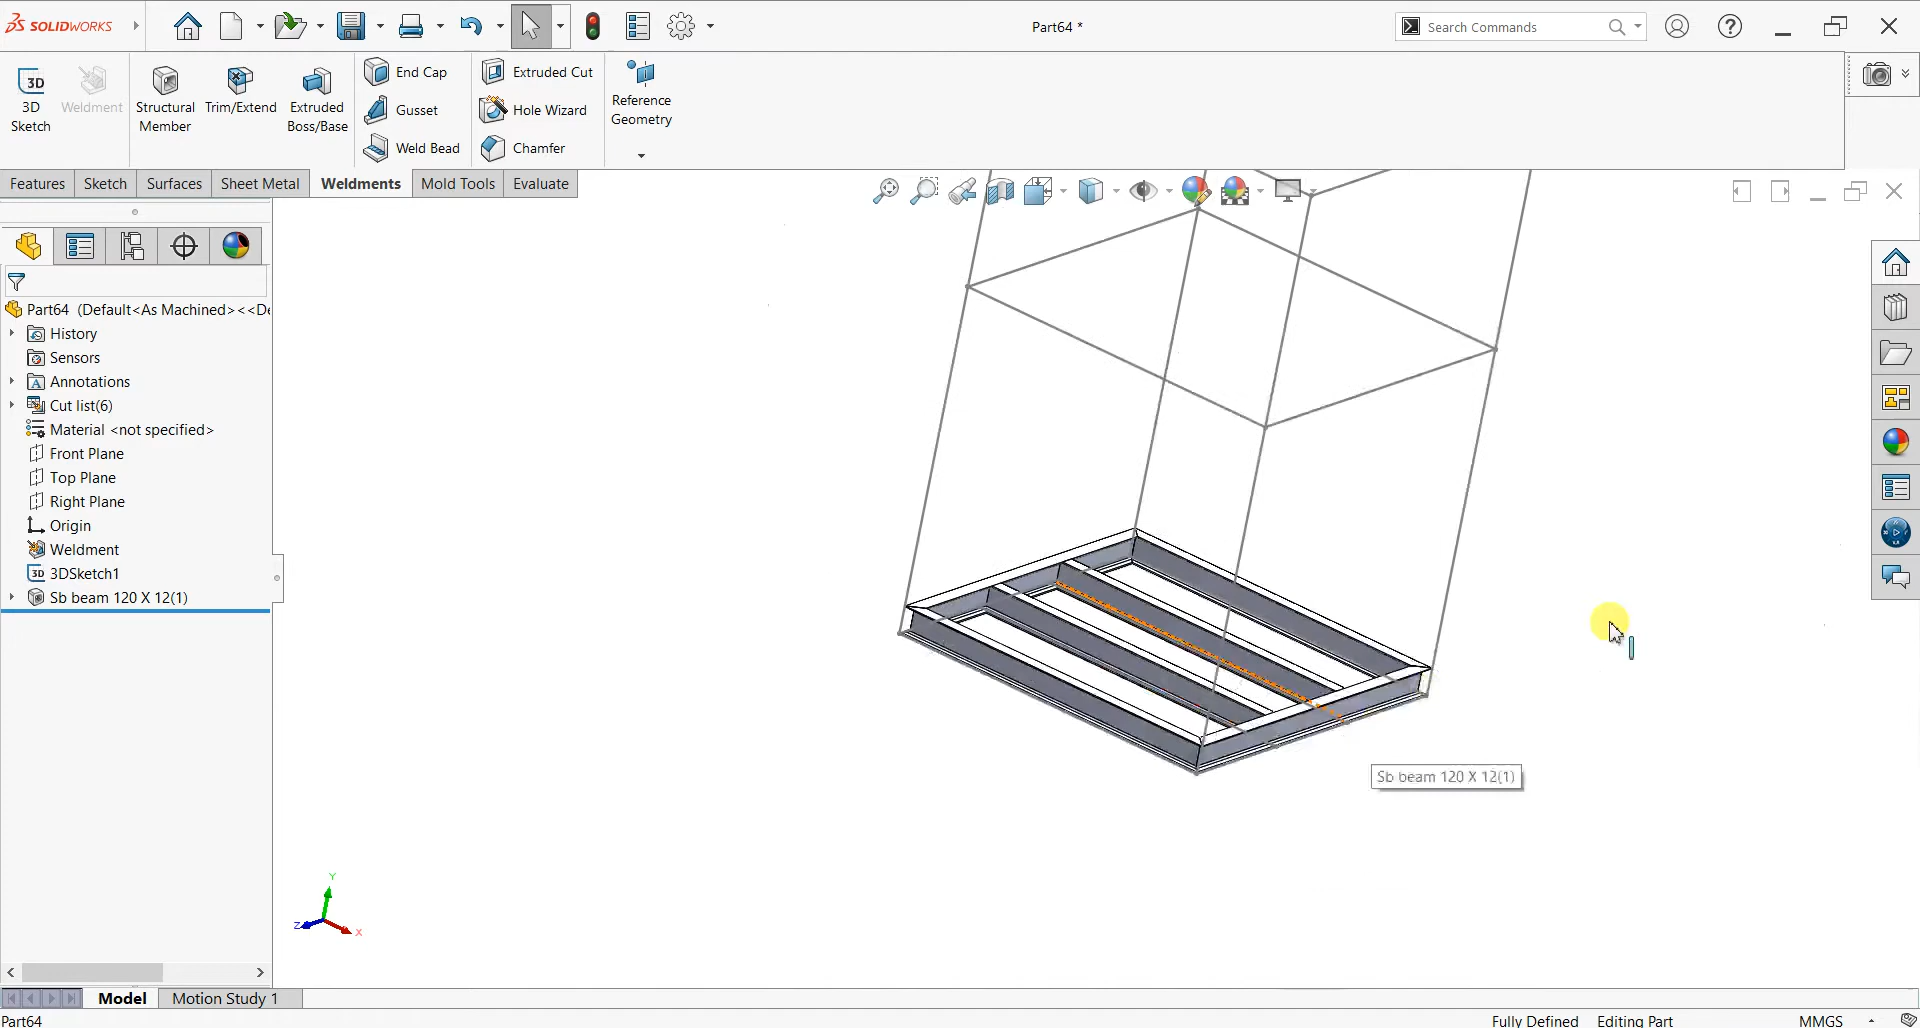 SOLIDWORKS
Part64 *
Search Commands
3D
Sketch
Weldment
Structural
Member
Trim/Extend
Extruded
Boss/Base
End Cap
Gusset
Weld Bead
Extruded Cut
Hole Wizard
Chamfer
Reference
Geometry
Features
Sketch
Surfaces
Sheet Metal
Weldments
Mold Tools
Evaluate
Part64 (Default<As Machined><<De
History
Sensors
Annotations
Cut list(6)
Material <not specified>
Front Plane
Top Plane
Right Plane
Origin
Weldment
3DSketch1
Sb beam 120 X 12(1)
Sb beam 120 X 12(1)
Y
Z
X
Model
Motion Study 1
Part64
Fully Defined
Editing Part
MMGS